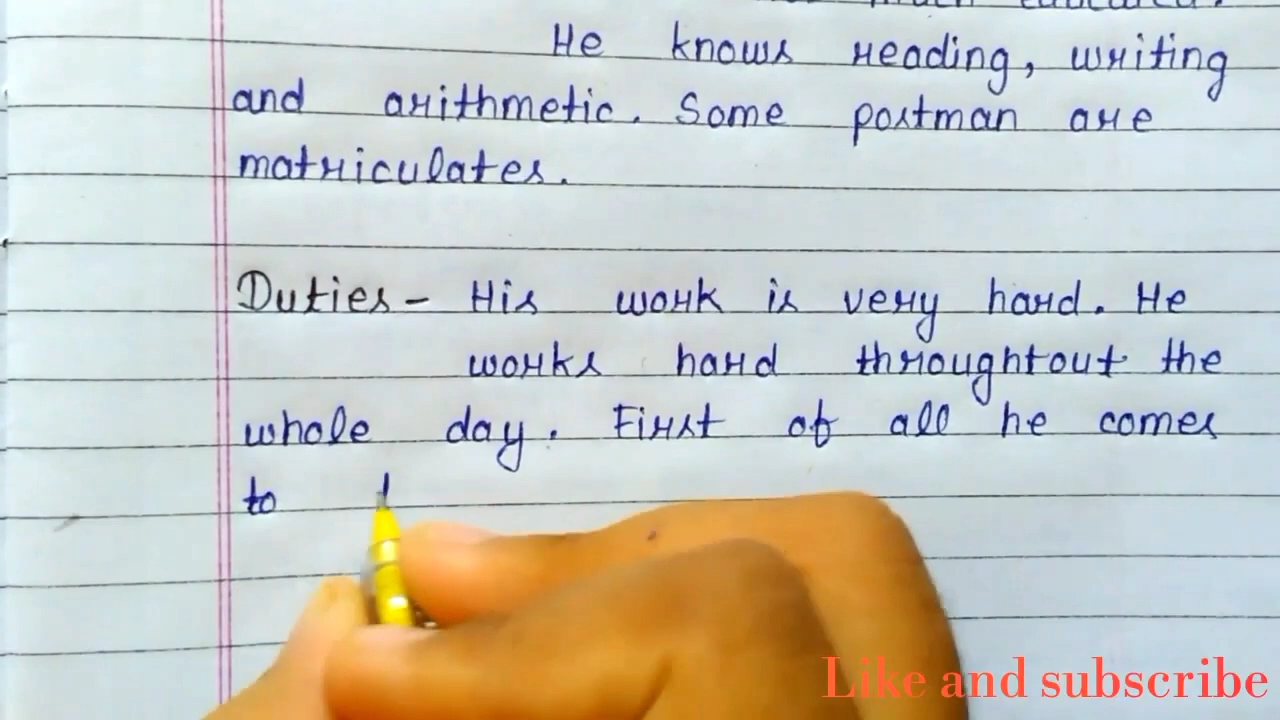 He knows reading, writing
and arithmetic. Some postman are
matriculates.
Duties - His work is very hard. He
works hard throughtout the
whole day. First of all he comes
to
Like and subscribe